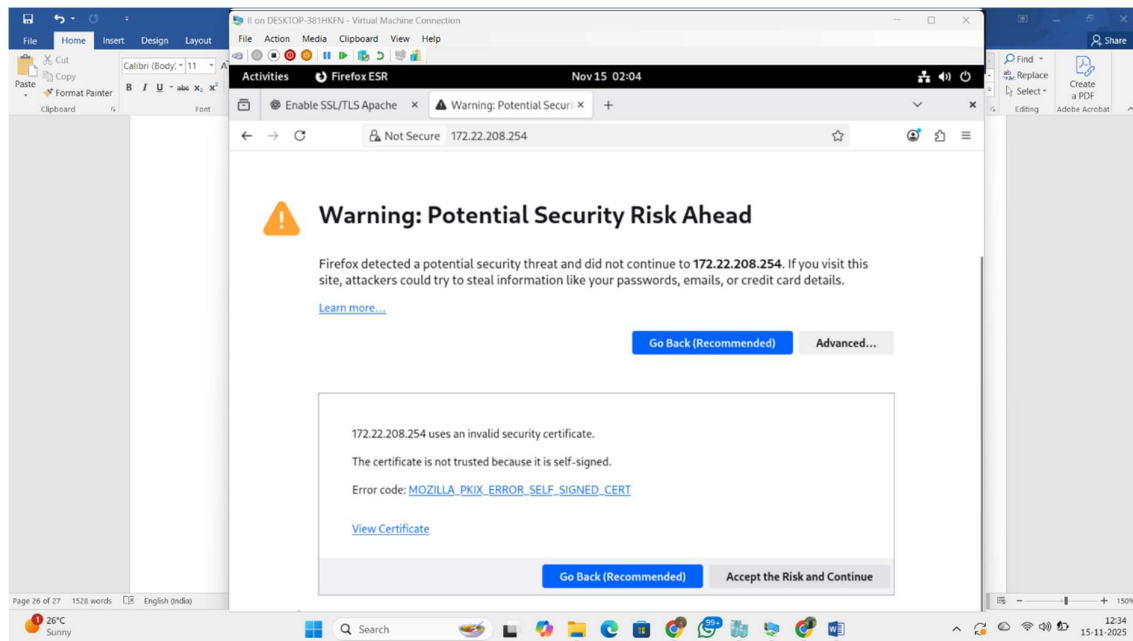 II on DESKTOP-381HKFN - Virtual Machine Connection
File Home Insert Design Layout
Share
File Action Media Clipboard View Help
Cut
Copy
Format Painter
Paste
Clipboard
Calibri (Body) 11
B I U abc X₂ X²
Font
Find
Replace
Select
Editing
Create a PDF
Adobe Acrobat
Activities Firefox ESR Nov 15 02:04
Enable SSL/TLS Apache × Warning: Potential Securi × +
Not Secure 172.22.208.254
Warning: Potential Security Risk Ahead
Firefox detected a potential security threat and did not continue to 172.22.208.254. If you visit this
site, attackers could try to steal information like your passwords, emails, or credit card details.
Learn more...
Go Back (Recommended) Advanced...
172.22.208.254 uses an invalid security certificate.
The certificate is not trusted because it is self-signed.
Error code: MOZILLA_PKIX_ERROR_SELF_SIGNED_CERT
View Certificate
Go Back (Recommended) Accept the Risk and Continue
Page 26 of 27 1528 words English (India)
150%
1
26°C
Sunny
Search
99+
12:34
15-11-2025